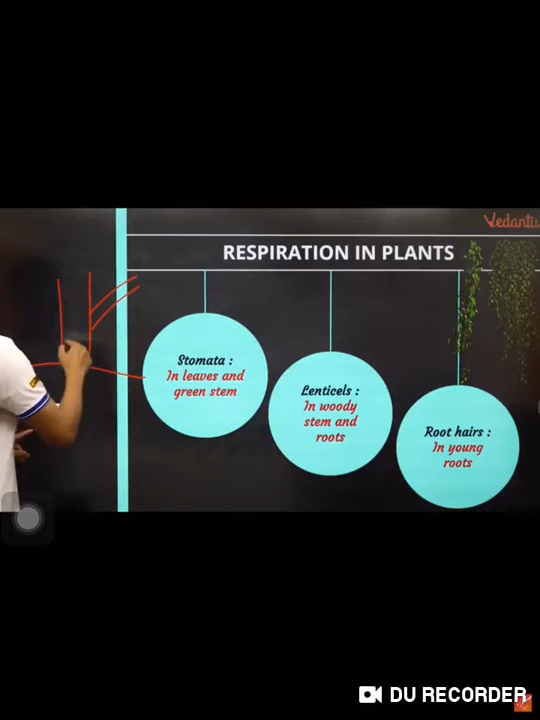 Vedantu
RESPIRATION IN PLANTS
Stomata :
In leaves and
green stem
Lenticels :
In woody
stem and
roots
Root hairs :
In young
roots
DU RECORDER